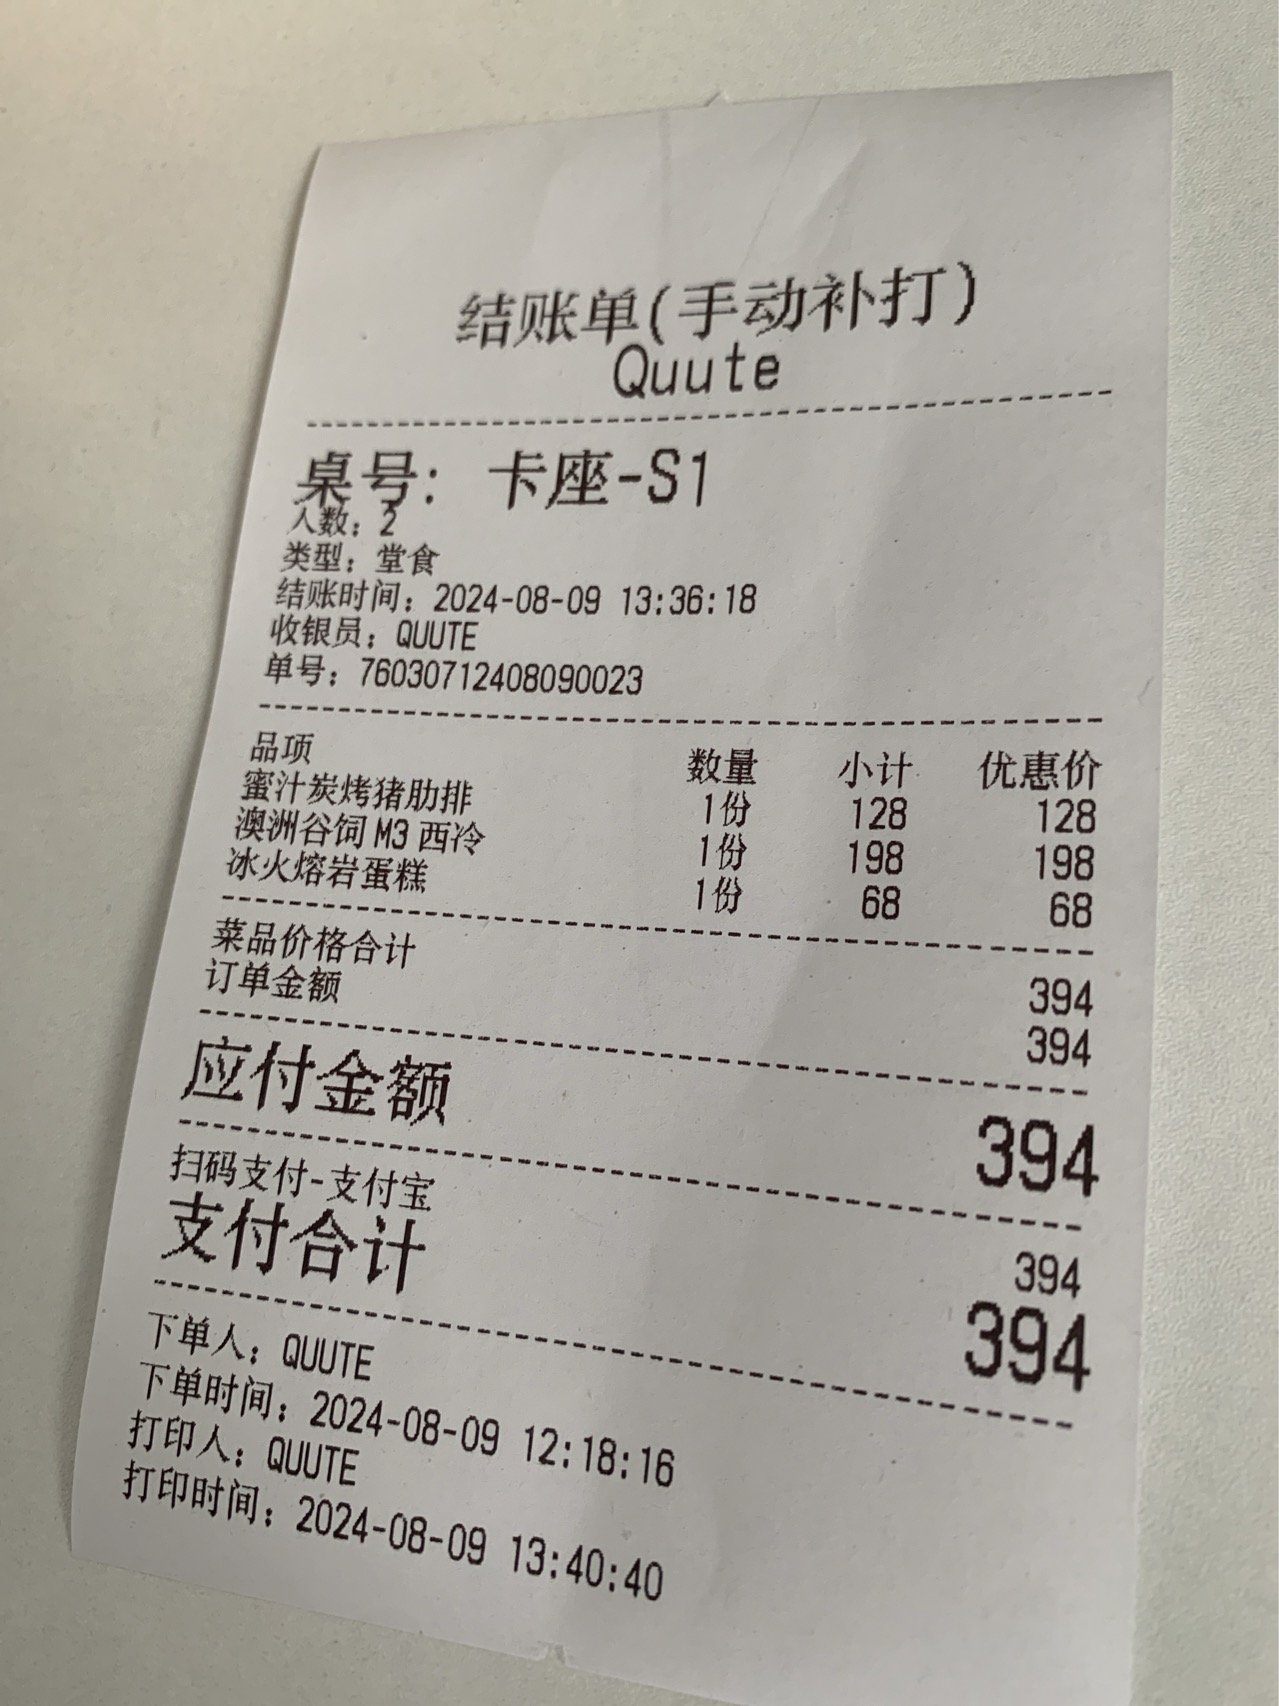 结账单(手动补打)
Quute
桌号: 卡座-S1
人数: 2
类型: 堂食
结账时间: 2024-08-09 13:36:18
收银员: QUUTE
单号: 76030712408090023
品项 数量 小计 优惠价
蜜汁炭烤猪肋排 1份 128 128
澳洲谷饲M3西冷 1份 198 198
冰火熔岩蛋糕 1份 68 68
菜品价格合计 394
订单金额 394
应付金额 394
扫码支付-支付宝 394
支付合计 394
下单人: QUUTE
下单时间: 2024-08-09 12:18:16
打印人: QUUTE
打印时间: 2024-08-09 13:40:40